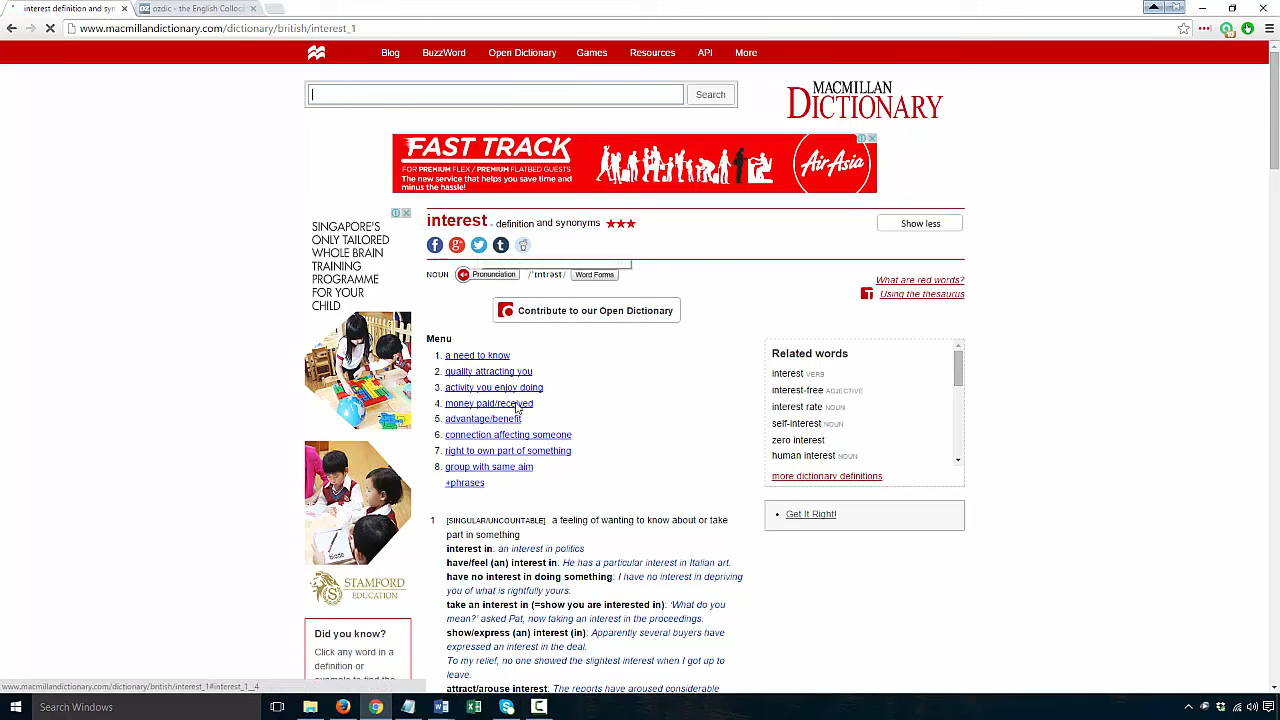 interest definition and syn
ozdic - the English Colloc
www.macmillandictionary.com/dictionary/british/interest_1
Blog BuzzWord Open Dictionary Games Resources API More
Search
MACMILLAN
DICTIONARY
FAST TRACK
FOR PREMIUM FLEX / PREMIUM FLATBED GUESTS
The new service that helps you save time and
minus the hassle!
AirAsia
SINGAPORE'S
ONLY TAILORED
WHOLE BRAIN
TRAINING
PROGRAMME
FOR YOUR
CHILD
STAMFORD
EDUCATION
Did you know?
Click any word in a
definition or
interest - definition and synonyms ★★★
Show less
NOUN Pronunciation /ˈɪntrəst/ Word Forms
What are red words?
Using the thesaurus
Contribute to our Open Dictionary
Menu
1. a need to know
2. quality attracting you
3. activity you enjoy doing
4. money paid/received
5. advantage/benefit
6. connection affecting someone
7. right to own part of something
8. group with same aim
+phrases
Related words
interest VERB
interest-free ADJECTIVE
interest rate NOUN
self-interest NOUN
zero interest
human interest NOUN
more dictionary definitions
• Get It Right!
1 [SINGULAR/UNCOUNTABLE] a feeling of wanting to know about or take
part in something
interest in: an interest in politics
have/feel (an) interest in: He has a particular interest in Italian art.
have no interest in doing something: I have no interest in depriving
you of what is rightfully yours.
take an interest in (=show you are interested in): 'What do you
mean?' asked Pat, now taking an interest in the proceedings.
show/express (an) interest (in): Apparently several buyers have
expressed an interest in the deal.
To my relief, no one showed the slightest interest when I got up to
leave.
attract/arouse interest: The reports have aroused considerable
www.macmillandictionary.com/dictionary/british/interest_1#interest_1__4
Search Windows